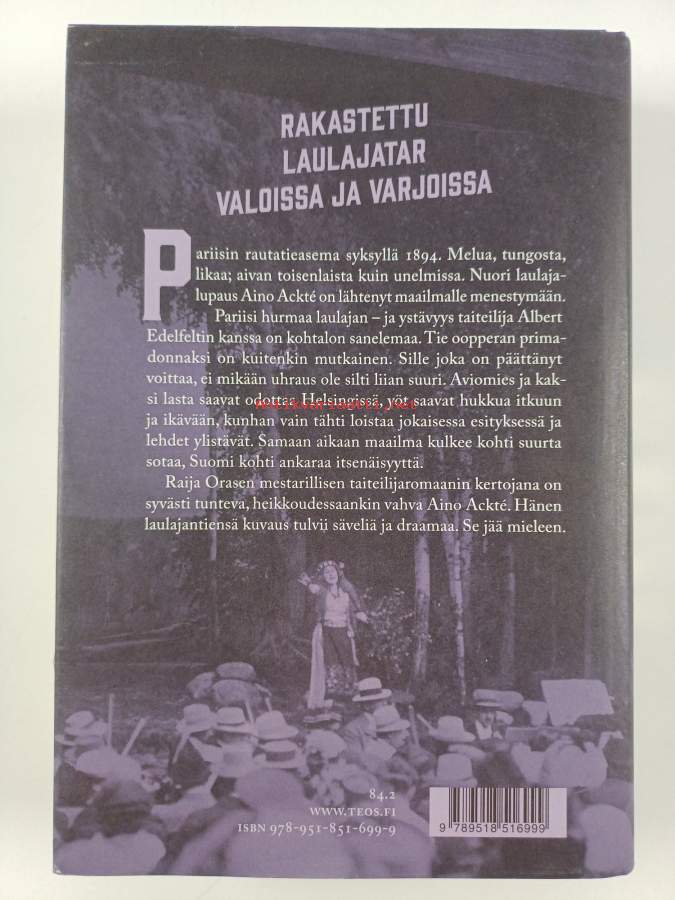 RAKASTETTU
LAULAJATAR
VALOISSA JA VARJOISSA
Pariisin rautatieasema syksyllä 1894. Melua, tungosta,
likaa; aivan toisenlaista kuin unelmissa. Nuori laulaja-
lupaus Aino Ackté on lähtenyt maailmalle menestymään.
Pariisi hurmaa laulajan – ja ystävyys taiteilija Albert
Edelfeltin kanssa on kohtalon sanelemaa. Tie oopperan prima-
donnaksi on kuitenkin mutkainen. Sille joka on päättänyt
voittaa, ei mikään uhraus ole silti liian suuri. Aviomies ja kak-
si lasta saavat odottaa Helsingissä, yöt saavat hukkua itkuun
antikvariaatti.net
ja ikävään, kunhan vain tähti loistaa jokaisessa esityksessä ja
lehdet ylistävät. Samaan aikaan maailma kulkee kohti suurta
sotaa, Suomi kohti ankaraa itsenäisyyttä.
Raija Orasen mestarillisen taiteilijaromaanin kertojana on
syvästi tunteva, heikkoudessaankin vahva Aino Ackté. Hänen
laulajantiensä kuvaus tulvii säveliä ja draamaa. Se jää mieleen.
84.2
WWW.TEOS.FI
ISBN 978-951-851-699-9
9 789518 516999